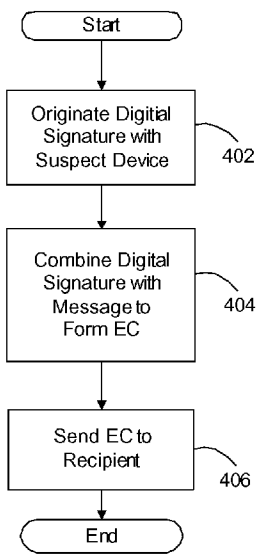 Start
Originate Digitial
Signature with
Suspect Device
402
Combine Digital
Signature with
Message to
Form EC
404
Send EC to
Recipient
406
End